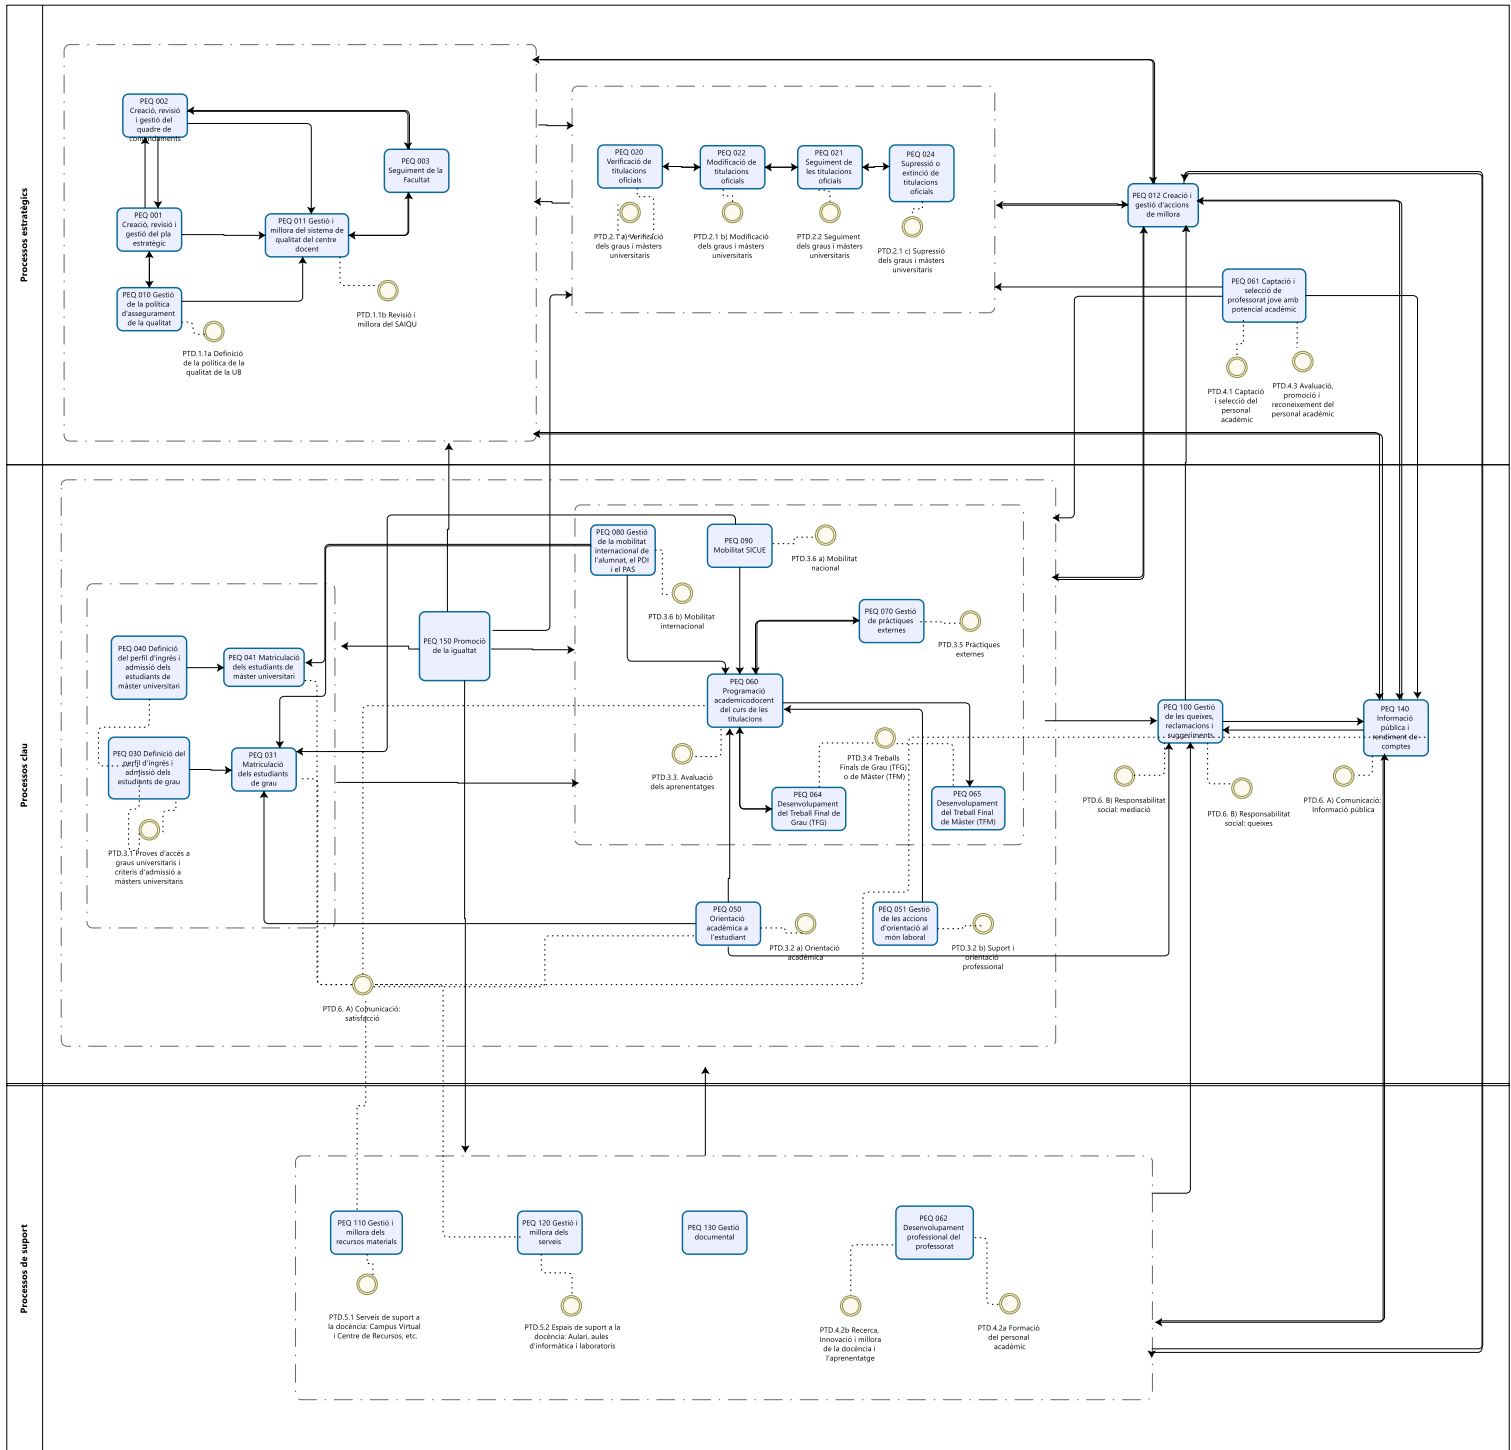 Processos estratègics
PEQ 002
Creació, revisió
i gestió del
quadre de
comandaments
PEQ 003
Seguiment de la
Facultat
PEQ 001
Creació, revisió i
gestió del pla
estratègic
PEQ 011 Gestió i
millora del sistema de
qualitat del centre
docent
PEQ 010 Gestió
de la política
d'assegurament
de la qualitat
PTD.1.1a Definició
de la política de la
qualitat de la UB
PTD.1.1b Revisió i
millora del SAIQU
PEQ 020
Verificació de
titulacions
oficials
PEQ 022
Modificació de
titulacions
oficials
PEQ 021
Seguiment de
les titulacions
oficials
PEQ 024
Supressió o
extinció de
titulacions
oficials
PTD.2.1 a) Verificació
dels graus i màsters
universitaris
PTD.2.1 b) Modificació
dels graus i màsters
universitaris
PTD.2.2 Seguiment
dels graus i màsters
universitaris
PTD.2.1 c) Supressió
dels graus i màsters
universitaris
PEQ 012 Creació i
gestió d'accions
de millora
PEQ 061 Captació i
selecció de
professorat jove amb
potencial acadèmic
PTD.4.1 Captació
i selecció del
personal
acadèmic
PTD.4.3 Avaluació,
promoció i
reconeixement del
personal acadèmic
Processos clau
PEQ 080 Gestió
de la mobilitat
internacional de
l'alumnat, el PDI
i el PAS
PEQ 090
Mobilitat SICUE
PTD.3.6 a) Mobilitat
nacional
PTD.3.6 b) Mobilitat
internacional
PEQ 070 Gestió
de pràctiques
externes
PTD.3.5 Pràctiques
externes
PEQ 040 Definició
del perfil d'ingrés i
admissió dels
estudiants de
màster universitari
PEQ 041 Matriculació
dels estudiants de
màster universitari
PEQ 150 Promoció
de la igualtat
PEQ 060
Programació
academicodocent
del curs de les
titulacions
PEQ 030 Definició del
perfil d'ingrés i
admissió dels
estudiants de grau
PEQ 031
Matriculació
dels estudiants
de grau
PTD.3.3. Avaluació
dels aprenentatges
PTD.3.4 Treballs
Finals de Grau (TFG)
o de Màster (TFM)
PEQ 064
Desenvolupament
del Treball Final de
Grau (TFG)
PEQ 065
Desenvolupament
del Treball Final
de Màster (TFM)
PTD.3.1 Proves d'accés a
graus universitaris i
criteris d'admissió a
màsters universitaris
PEQ 050
Orientació
acadèmica a
l'estudiant
PTD.3.2 a) Orientació
acadèmica
PEQ 051 Gestió
de les accions
d'orientació al
món laboral
PTD.3.2 b) Suport i
orientació
professional
PTD.6. A) Comunicació:
satisfacció
PEQ 100 Gestió
de les queixes,
reclamacions i
suggeriments.
PEQ 140
Informació
pública i
rendiment de
comptes
PTD.6. B) Responsabilitat
social: mediació
PTD.6. B) Responsabilitat
social: queixes
PTD.6. A) Comunicació:
Informació pública
Processos de suport
PEQ 110 Gestió i
millora dels
recursos materials
PEQ 120 Gestió i
millora dels
serveis
PEQ 130 Gestió
documental
PEQ 062
Desenvolupament
professional del
professorat
PTD.5.1 Serveis de suport a
la docència: Campus Virtual
i Centre de Recursos, etc.
PTD.5.2 Espais de suport a la
docència: Aulari, aules
d'informàtica i laboratoris
PTD.4.2b Recerca,
Innovació i millora
de la docència i
l'aprenentatge
PTD.4.2a Formació
del personal
acadèmic